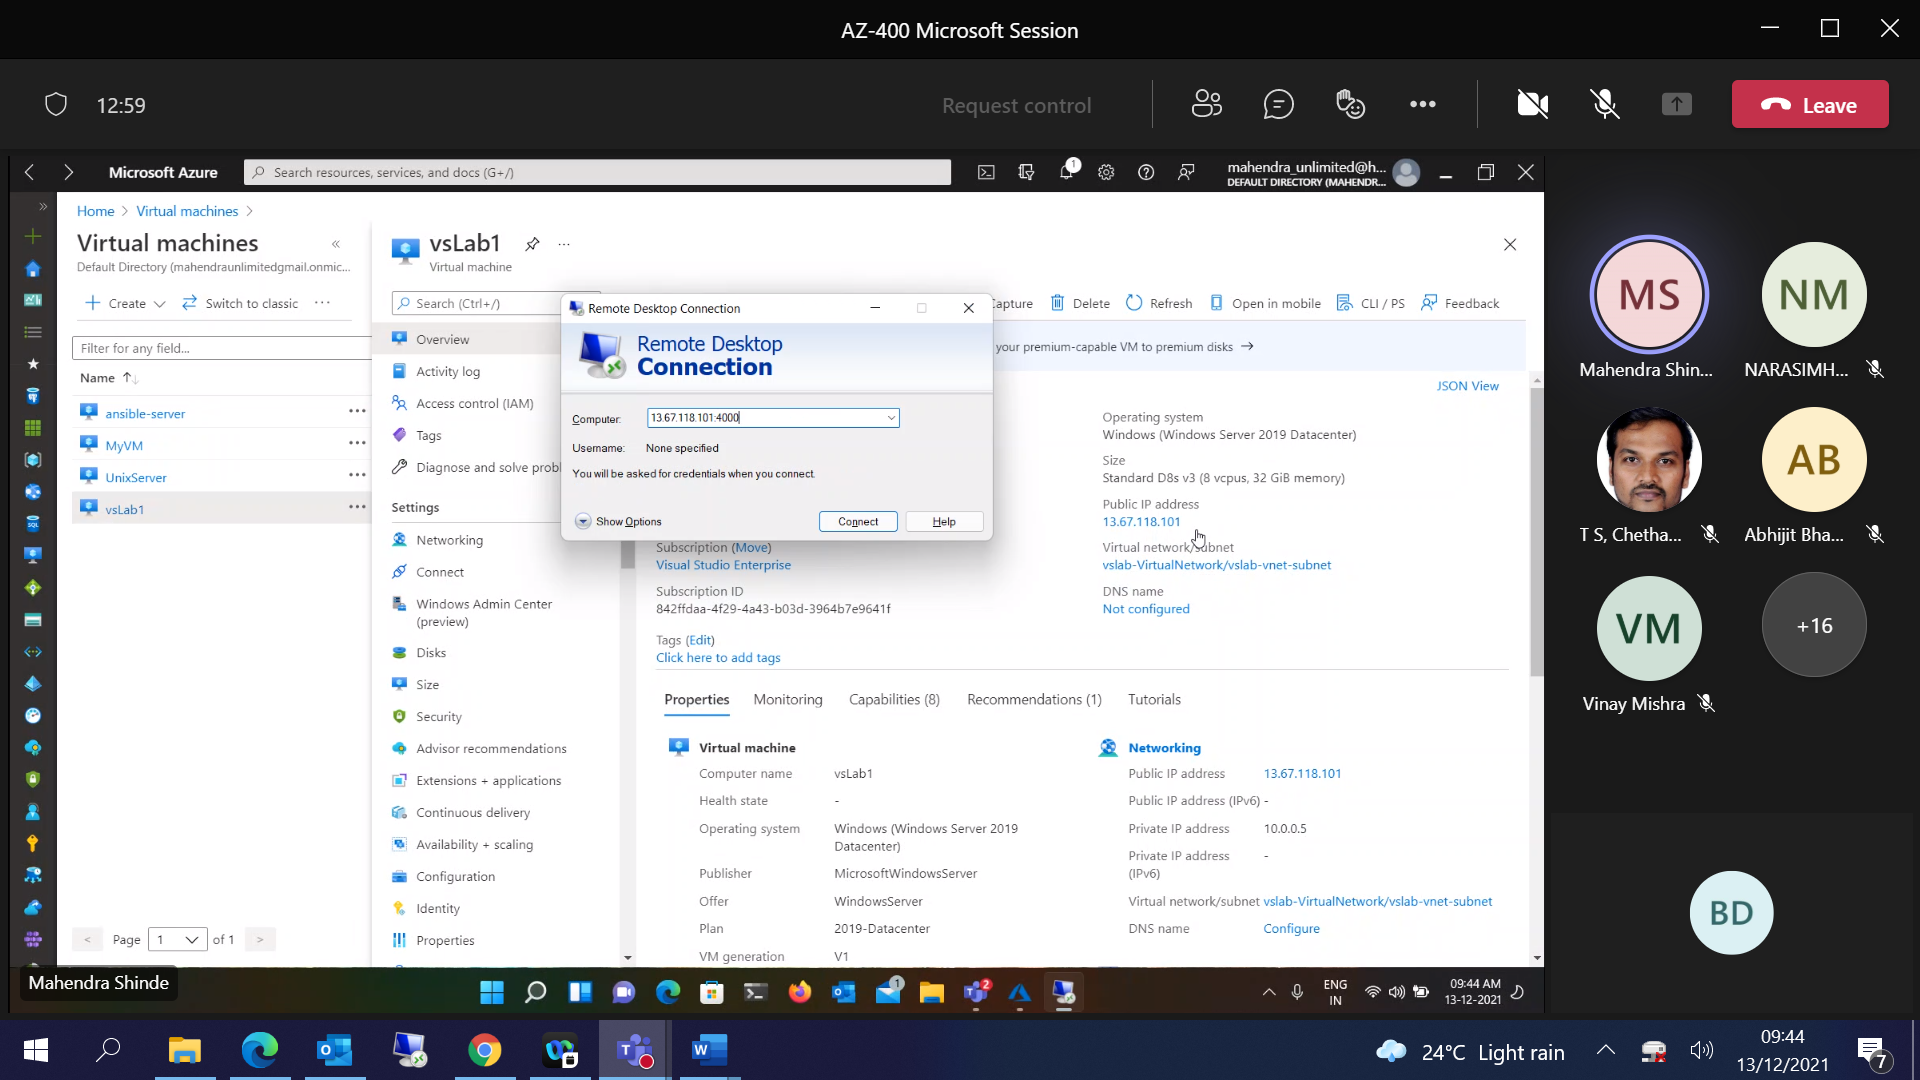 AZ-400 Microsoft Session
12:59
Request control
Leave
Microsoft Azure
Search resources, services, and docs (G+/)
1
mahendra_unlimited@h...
DEFAULT DIRECTORY (MAHENDR...
Home > Virtual machines >
Virtual machines
Default Directory (mahendraunlimitedgmail.onmic...
Create
Switch to classic
Filter for any field...
Name
ansible-server
MyVM
UnixServer
vsLab1
< Page 1 of 1 >
vsLab1
Virtual machine
Search (Ctrl+/)
Overview
Activity log
Access control (IAM)
Tags
Diagnose and solve probl
Settings
Networking
Connect
Windows Admin Center
(preview)
Disks
Size
Security
Advisor recommendations
Extensions + applications
Continuous delivery
Availability + scaling
Configuration
Identity
Properties
apture
Delete
Refresh
Open in mobile
CLI / PS
Feedback
your premium-capable VM to premium disks →
JSON View
Remote Desktop Connection
Remote Desktop
Connection
Computer: 13.67.118.101:4000
Username: None specified
You will be asked for credentials when you connect.
Show Options
Connect
Help
Subscription (Move)
Visual Studio Enterprise
Subscription ID
842ffdaa-4f29-4a43-b03d-3964b7e9641f
Tags (Edit)
Click here to add tags
Operating system
Windows (Windows Server 2019 Datacenter)
Size
Standard D8s v3 (8 vcpus, 32 GiB memory)
Public IP address
13.67.118.101
Virtual network/subnet
vslab-VirtualNetwork/vslab-vnet-subnet
DNS name
Not configured
Properties
Monitoring
Capabilities (8)
Recommendations (1)
Tutorials
Virtual machine
Computer name vsLab1
Health state -
Operating system Windows (Windows Server 2019
Datacenter)
Publisher MicrosoftWindowsServer
Offer WindowsServer
Plan 2019-Datacenter
VM generation V1
Networking
Public IP address 13.67.118.101
Public IP address (IPv6) -
Private IP address 10.0.0.5
Private IP address -
(IPv6)
Virtual network/subnet vslab-VirtualNetwork/vslab-vnet-subnet
DNS name Configure
MS
Mahendra Shin...
NM
NARASIMH...
T S, Chetha...
AB
Abhijit Bha...
VM
Vinay Mishra
+16
BD
Mahendra Shinde
1
2
ENG
IN
09:44 AM
13-12-2021
24°C Light rain
09:44
13/12/2021
7